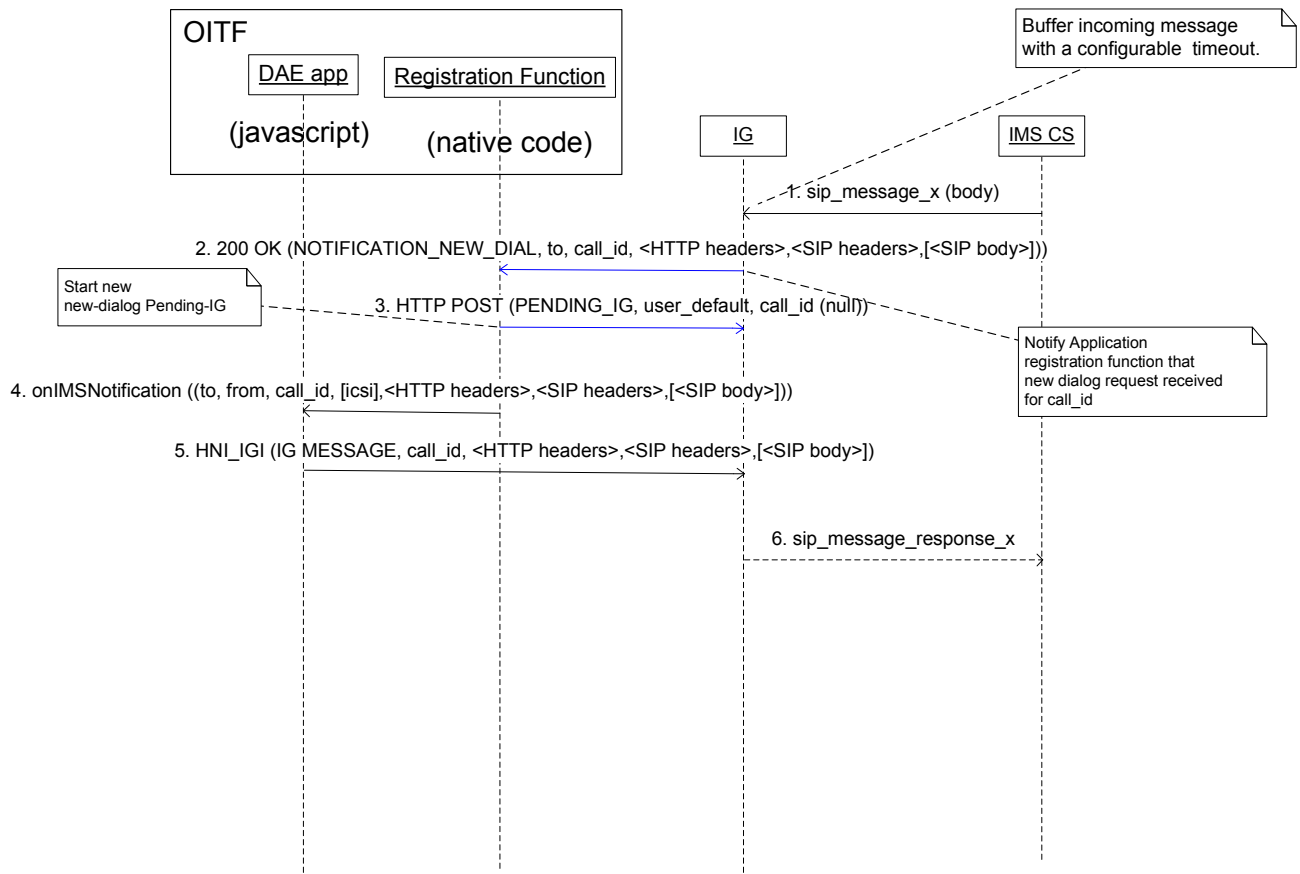 OITF
Buffer incoming message
with a configurable timeout.
DAE app
Registration Function
(javascript)
(native code)
IG
IMS CS
1. sip_message_x (body)
2. 200 OK (NOTIFICATION_NEW_DIAL, to, call_id, <HTTP headers>,<SIP headers>,[<SIP body>]))
Start new
new-dialog Pending-IG
3. HTTP POST (PENDING_IG, user_default, call_id (null))
Notify Application
registration function that
new dialog request received
for call_id
4. onIMSNotification ((to, from, call_id, [icsi],<HTTP headers>,<SIP headers>,[<SIP body>]))
5. HNI_IGI (IG MESSAGE, call_id, <HTTP headers>,<SIP headers>,[<SIP body>])
6. sip_message_response_x